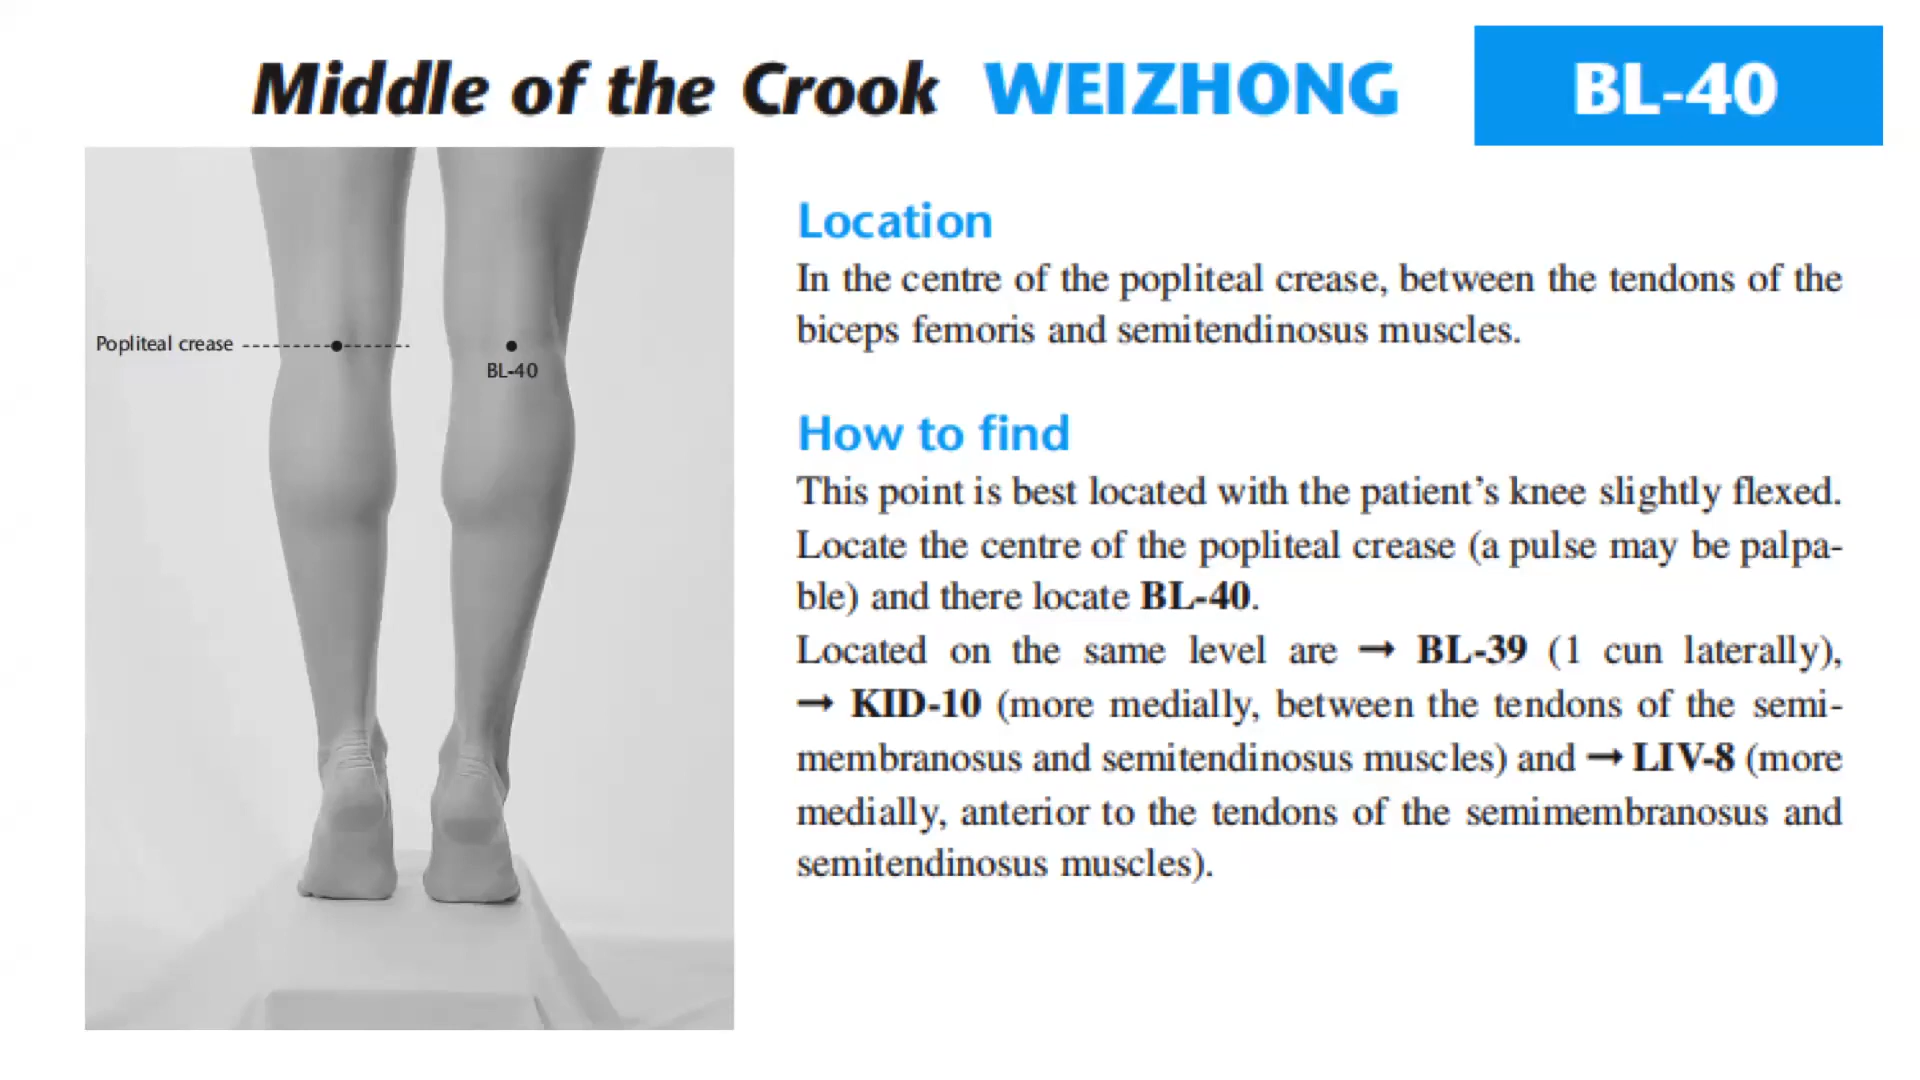 Middle of the Crook WEIZHONG BL-40
Popliteal crease
BL-40
Location
In the centre of the popliteal crease, between the tendons of the
biceps femoris and semitendinosus muscles.
How to find
This point is best located with the patient’s knee slightly flexed.
Locate the centre of the popliteal crease (a pulse may be palpa-
ble) and there locate BL-40.
Located on the same level are → BL-39 (1 cun laterally),
→ KID-10 (more medially, between the tendons of the semi-
membranosus and semitendinosus muscles) and → LIV-8 (more
medially, anterior to the tendons of the semimembranosus and
semitendinosus muscles).